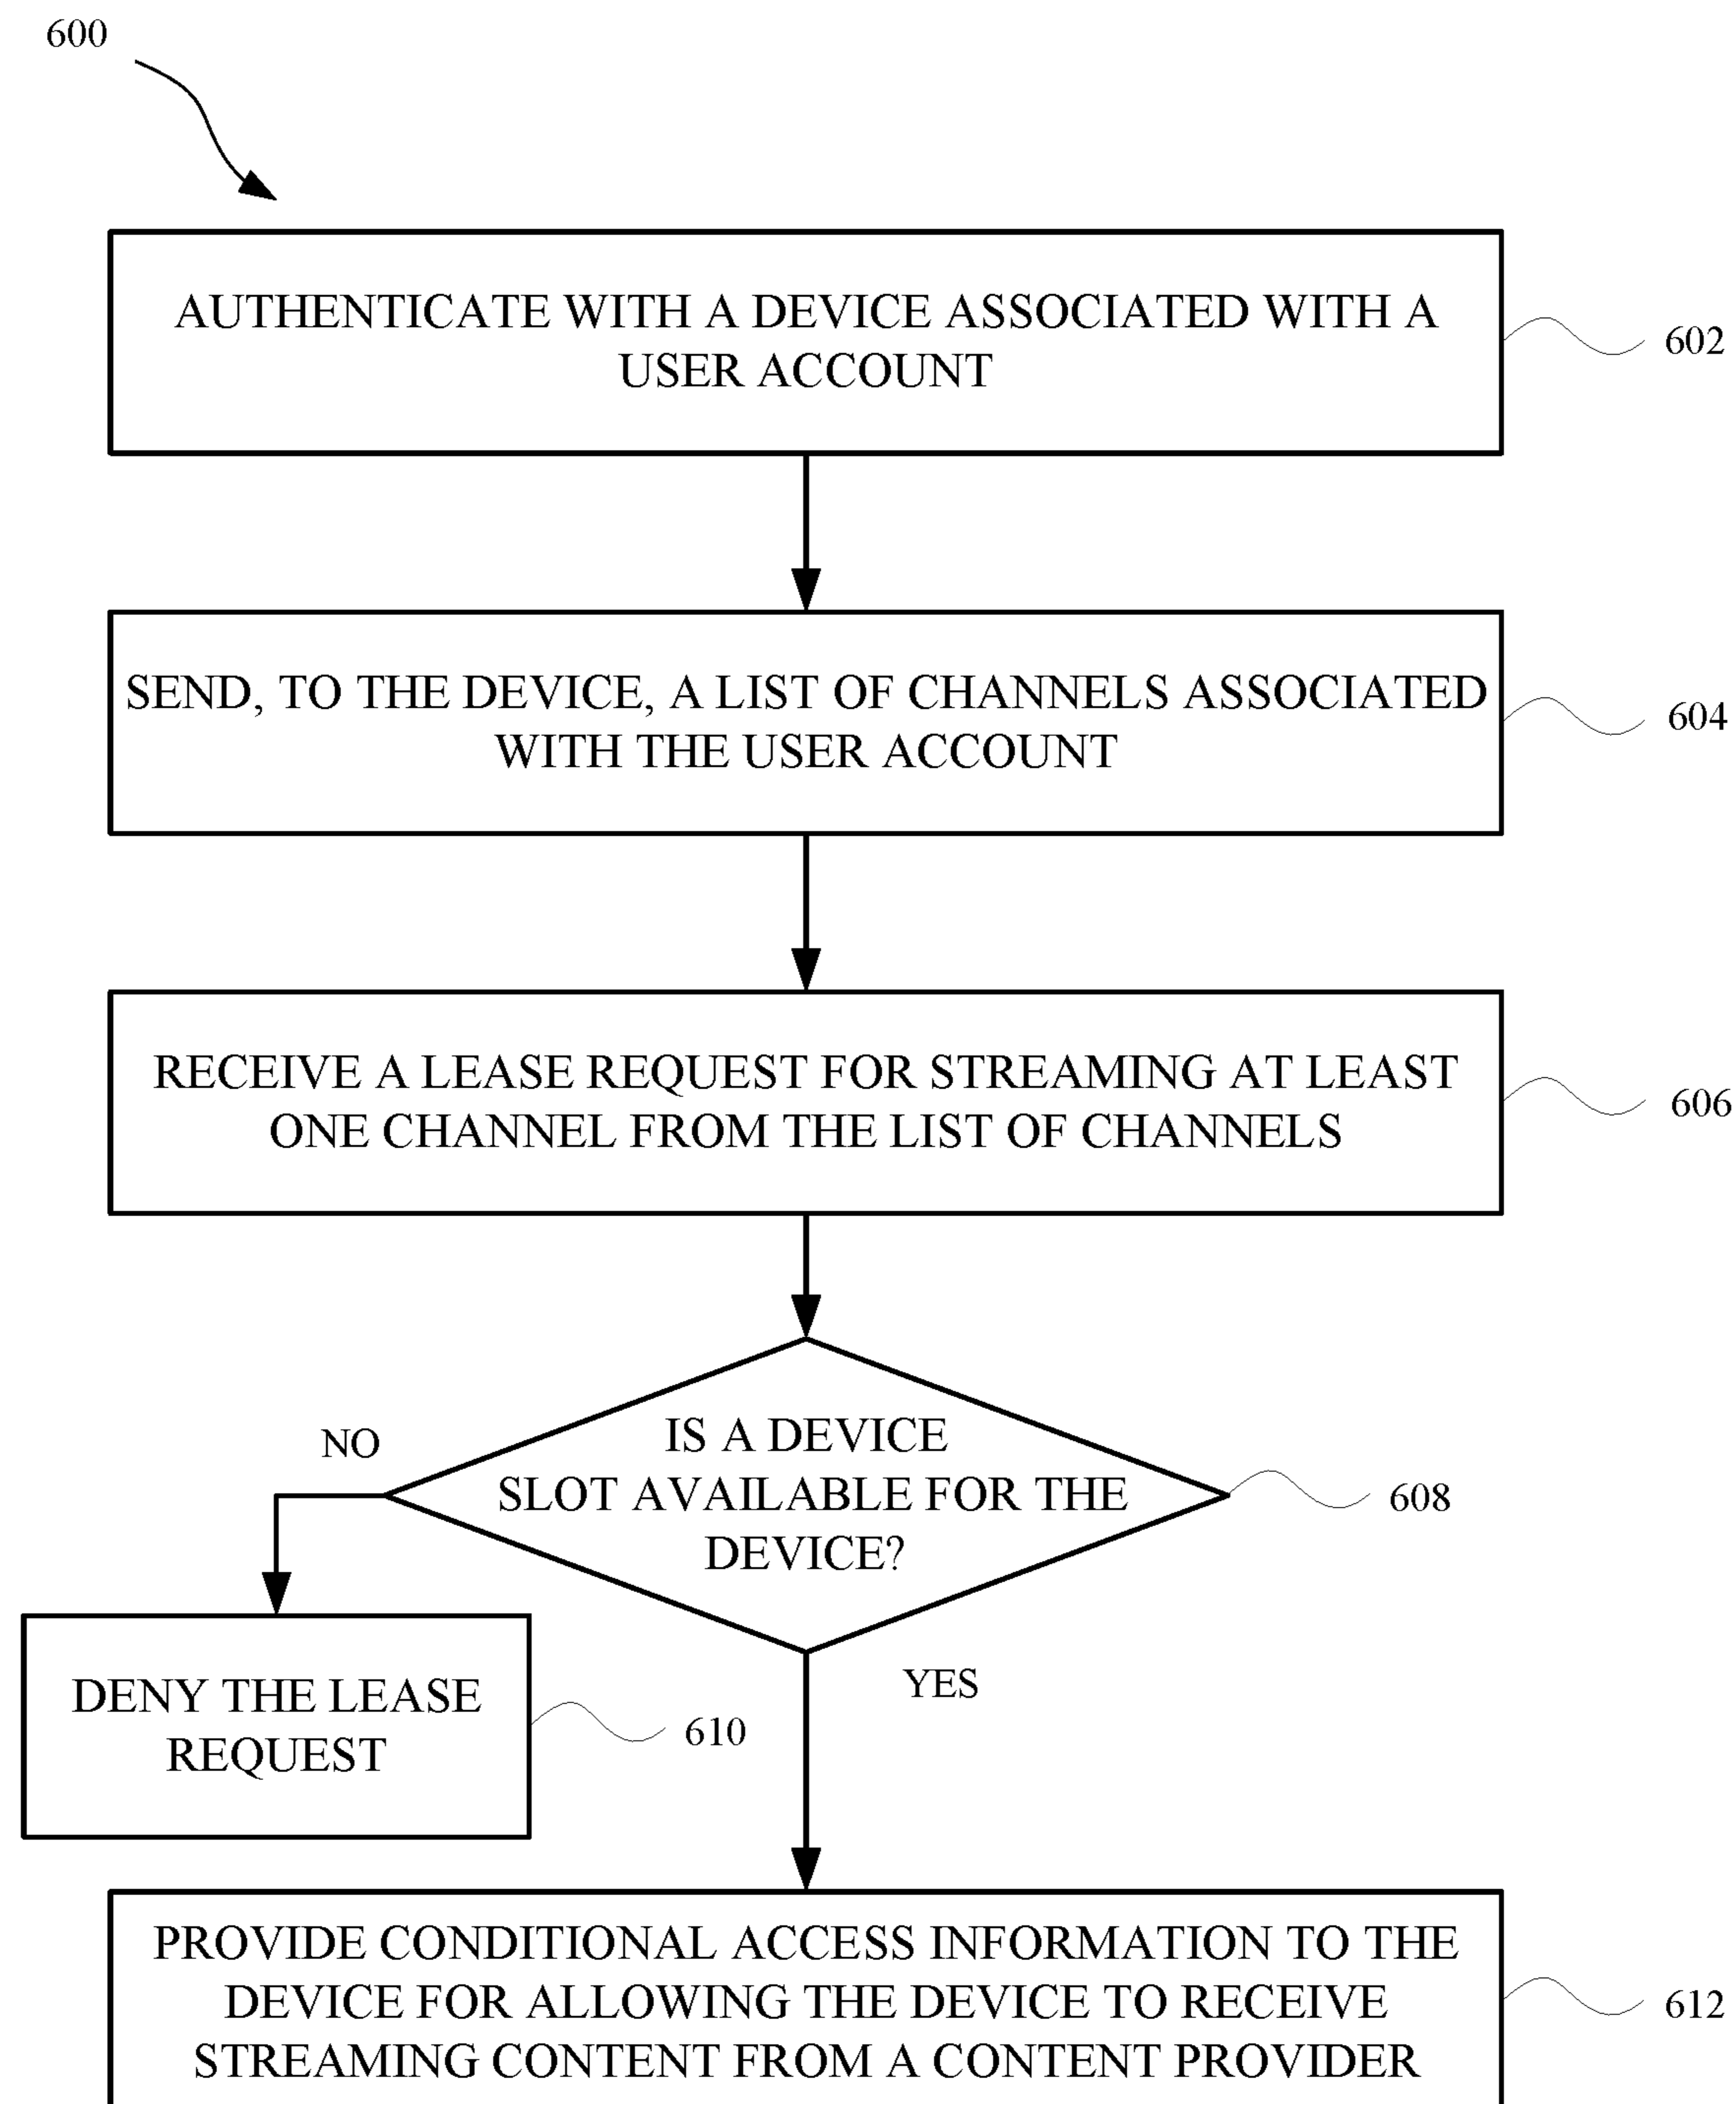 600
AUTHENTICATE WITH A DEVICE ASSOCIATED WITH A
USER ACCOUNT
602
SEND, TO THE DEVICE, A LIST OF CHANNELS ASSOCIATED
WITH THE USER ACCOUNT
604
RECEIVE A LEASE REQUEST FOR STREAMING AT LEAST
ONE CHANNEL FROM THE LIST OF CHANNELS
606
IS A DEVICE
SLOT AVAILABLE FOR THE
DEVICE?
608
NO
YES
DENY THE LEASE
REQUEST
610
PROVIDE CONDITIONAL ACCESS INFORMATION TO THE
DEVICE FOR ALLOWING THE DEVICE TO RECEIVE
STREAMING CONTENT FROM A CONTENT PROVIDER
612